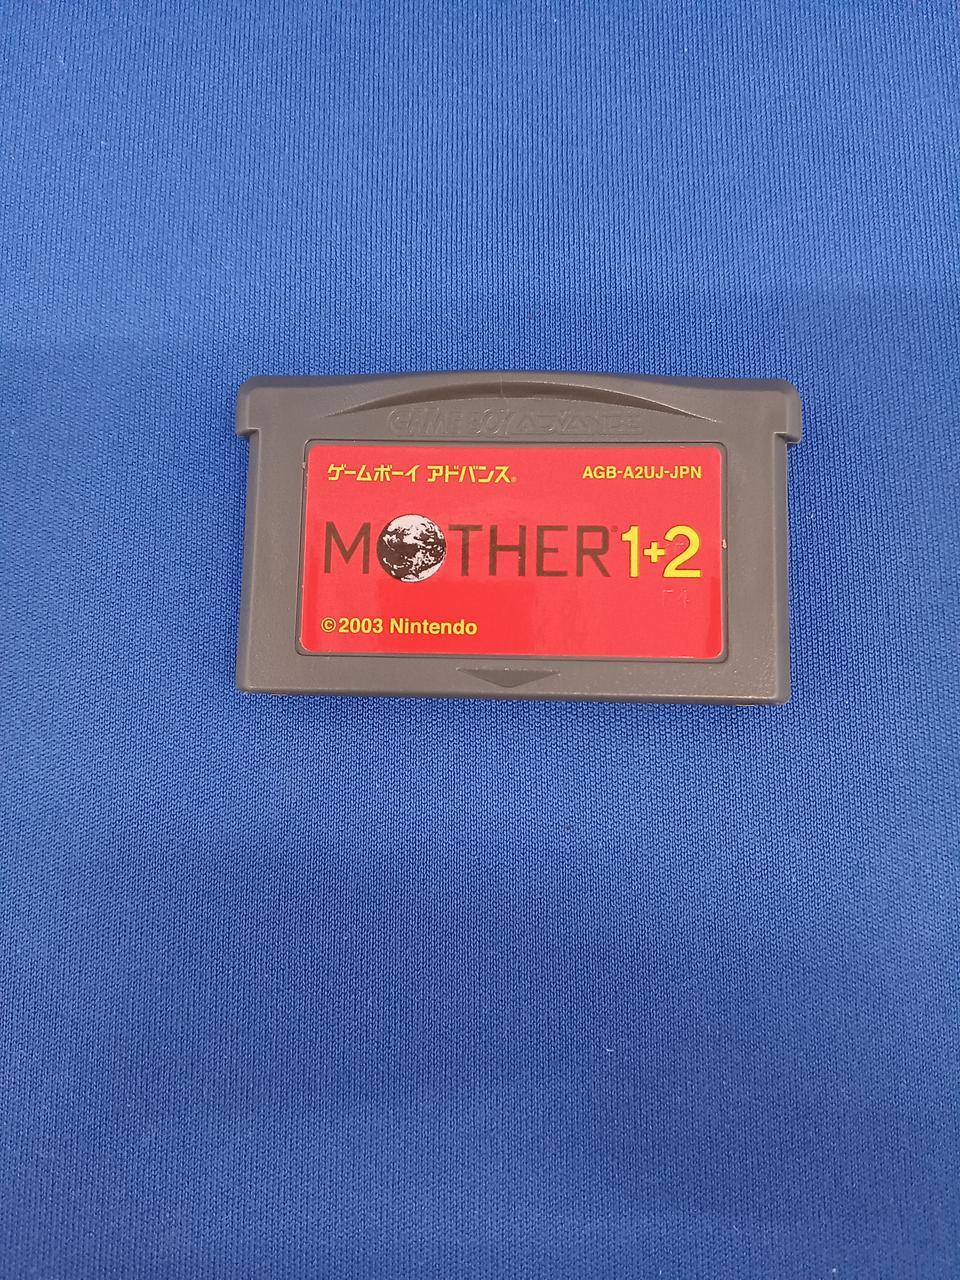 GAME BOY ADVANCE
ゲームボーイ アドバンス®
AGB-A2UJ-JPN
MOTHER® 1+2
©2003 Nintendo